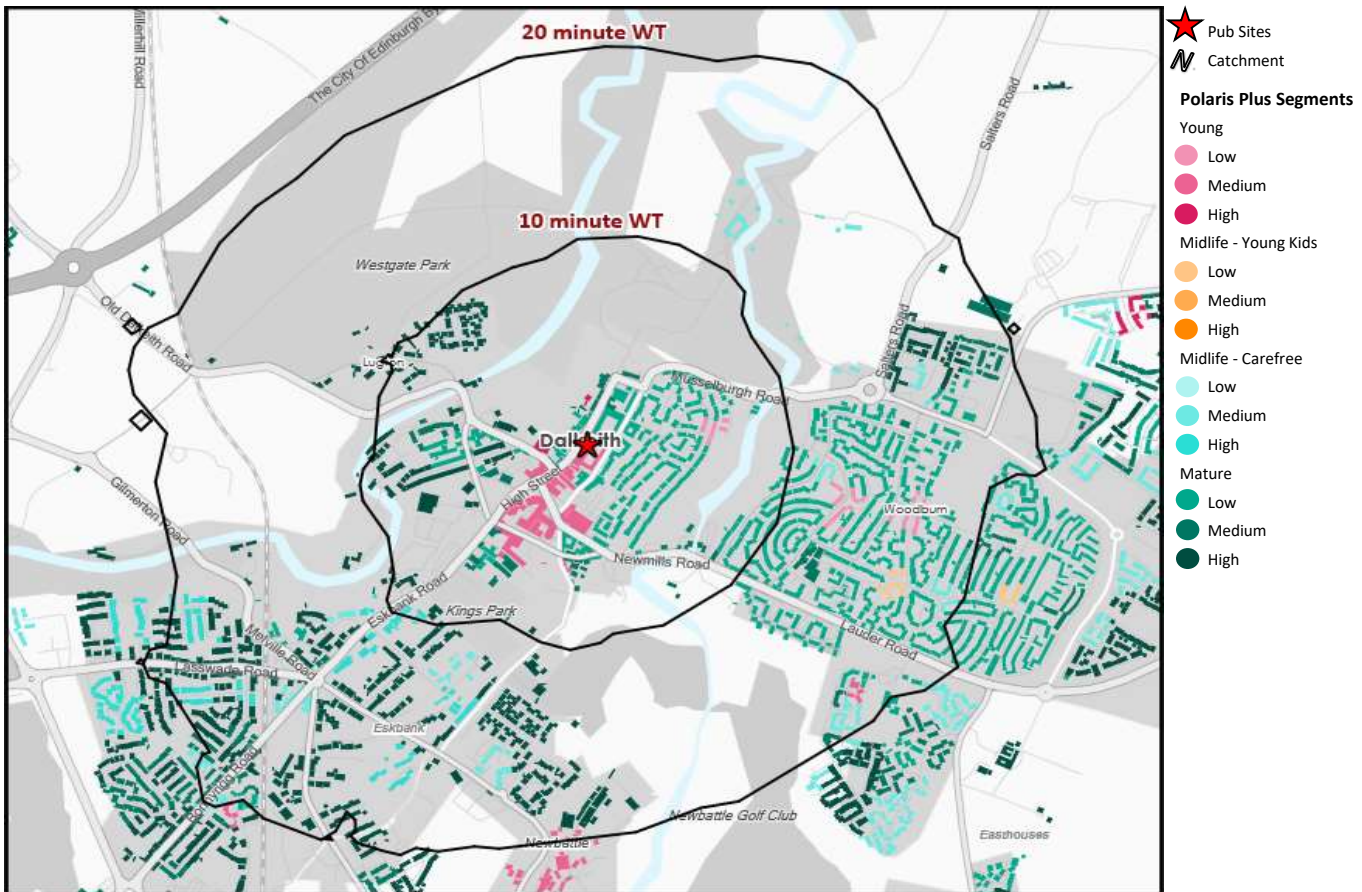 20 minute WT
Millerhill Road
The City Of Edinburgh By
Salters Road
10 minute WT
Westgate Park
Old Dalkeith Road
Salters Road
Musselburgh Road
Dalkeith
High Street
Woodburn
Gilmerton Road
Newmills Road
Eskbank Road
Kings Park
Lauder Road
Melville Road
Lasswade Road
Eskbank
Newbattle Golf Club
Newbattle
Easthouses
Pub Sites
Catchment
Polaris Plus Segments
Young
Low
Medium
High
Midlife - Young Kids
Low
Medium
High
Midlife - Carefree
Low
Medium
High
Mature
Low
Medium
High